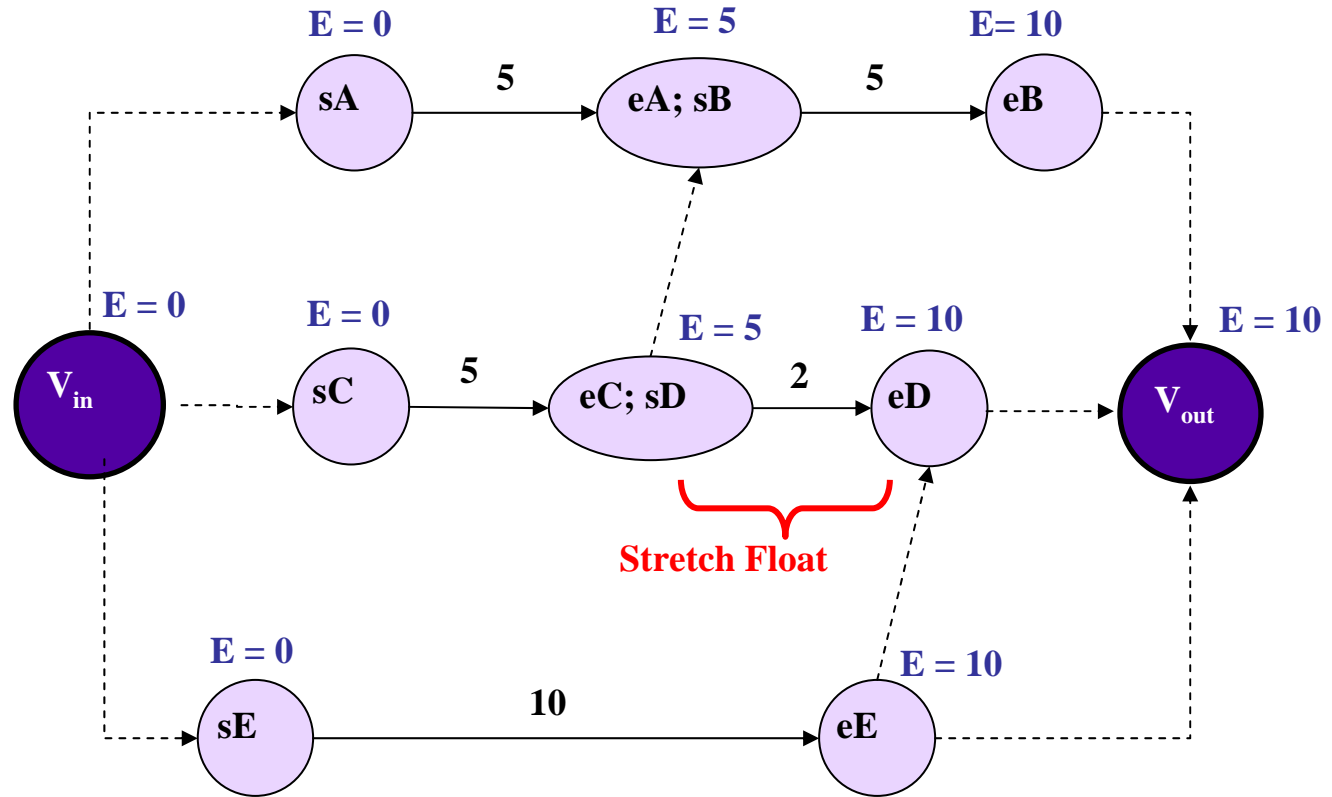 E = 0
E = 5
E= 10
sA
5
eA; sB
5
eB
E = 0
E = 0
E = 5
E = 10
E = 10
Vin
sC
5
eC; sD
2
eD
Vout
Stretch Float
E = 0
E = 10
sE
10
eE